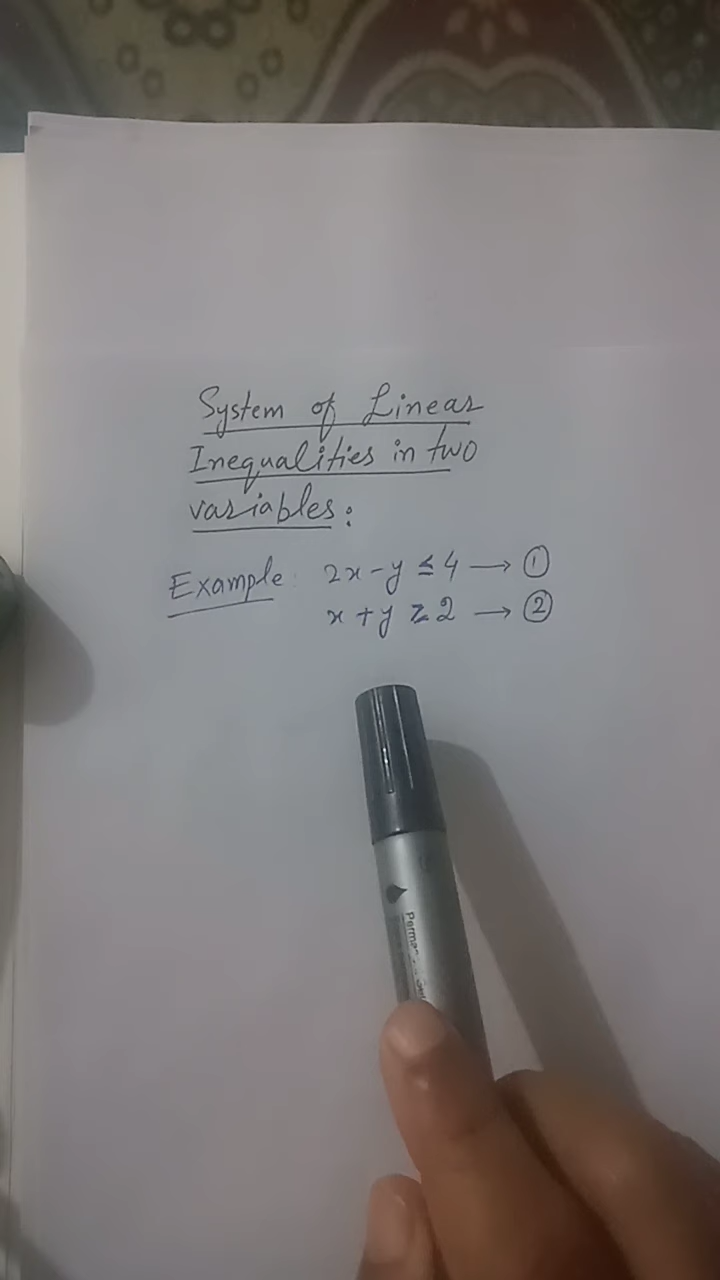 System of Linear
Inequalities in two
variables:
Example: 2x-y ≤ 4 → ①
x+y ≥ 2 → ②